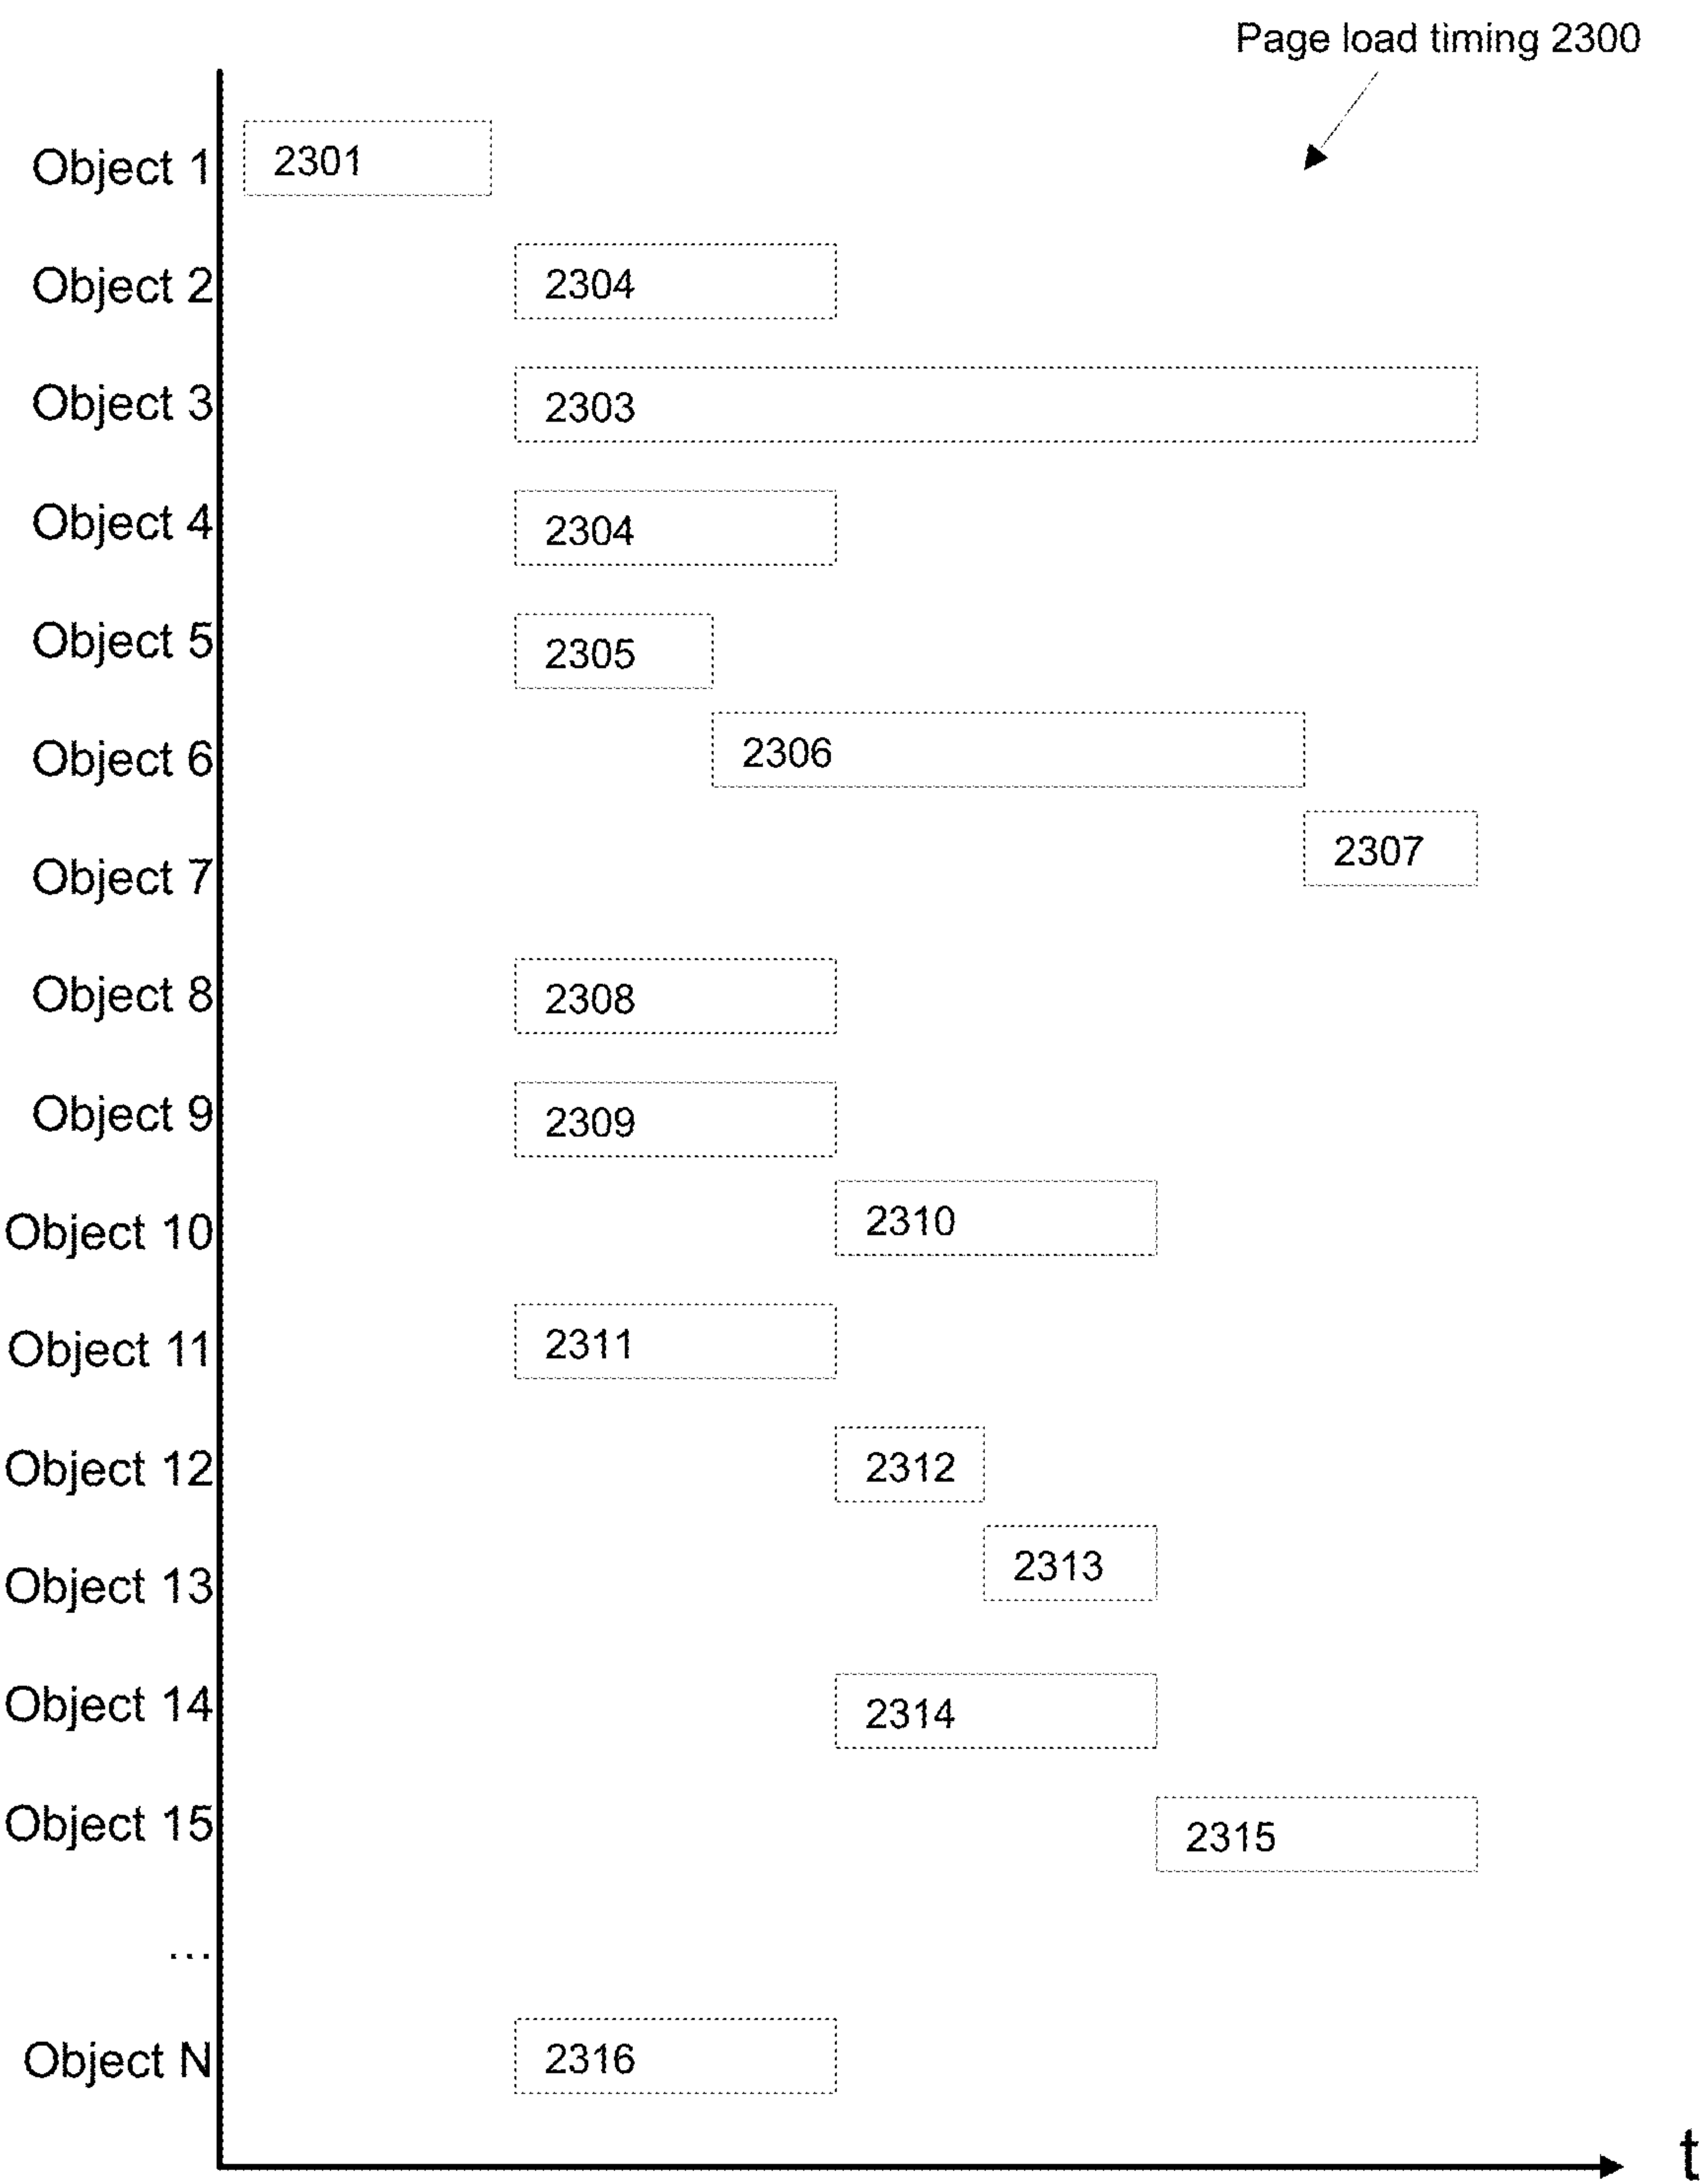 Page load timing 2300
Object 1 2301
Object 2 2304
Object 3 2303
Object 4 2304
Object 5 2305
Object 6 2306
Object 7 2307
Object 8 2308
Object 9 2309
Object 10 2310
Object 11 2311
Object 12 2312
Object 13 2313
Object 14 2314
Object 15 2315
...
Object N 2316
t